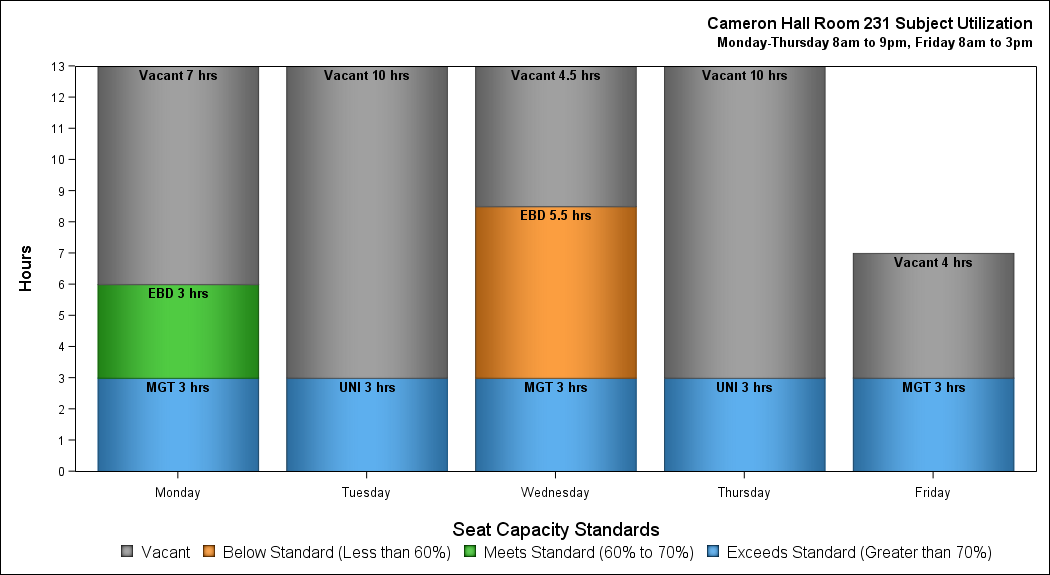 Cameron Hall Room 231 Subject Utilization
Monday-Thursday 8am to 9pm, Friday 8am to 3pm
Hours
13
12
11
10
9
8
7
6
5
4
3
2
1
0
Vacant 7 hrs
EBD 3 hrs
MGT 3 hrs
Vacant 10 hrs
UNI 3 hrs
Vacant 4.5 hrs
EBD 5.5 hrs
MGT 3 hrs
Vacant 10 hrs
UNI 3 hrs
Vacant 4 hrs
MGT 3 hrs
Monday Tuesday Wednesday Thursday Friday
Seat Capacity Standards
Vacant Below Standard (Less than 60%) Meets Standard (60% to 70%) Exceeds Standard (Greater than 70%)